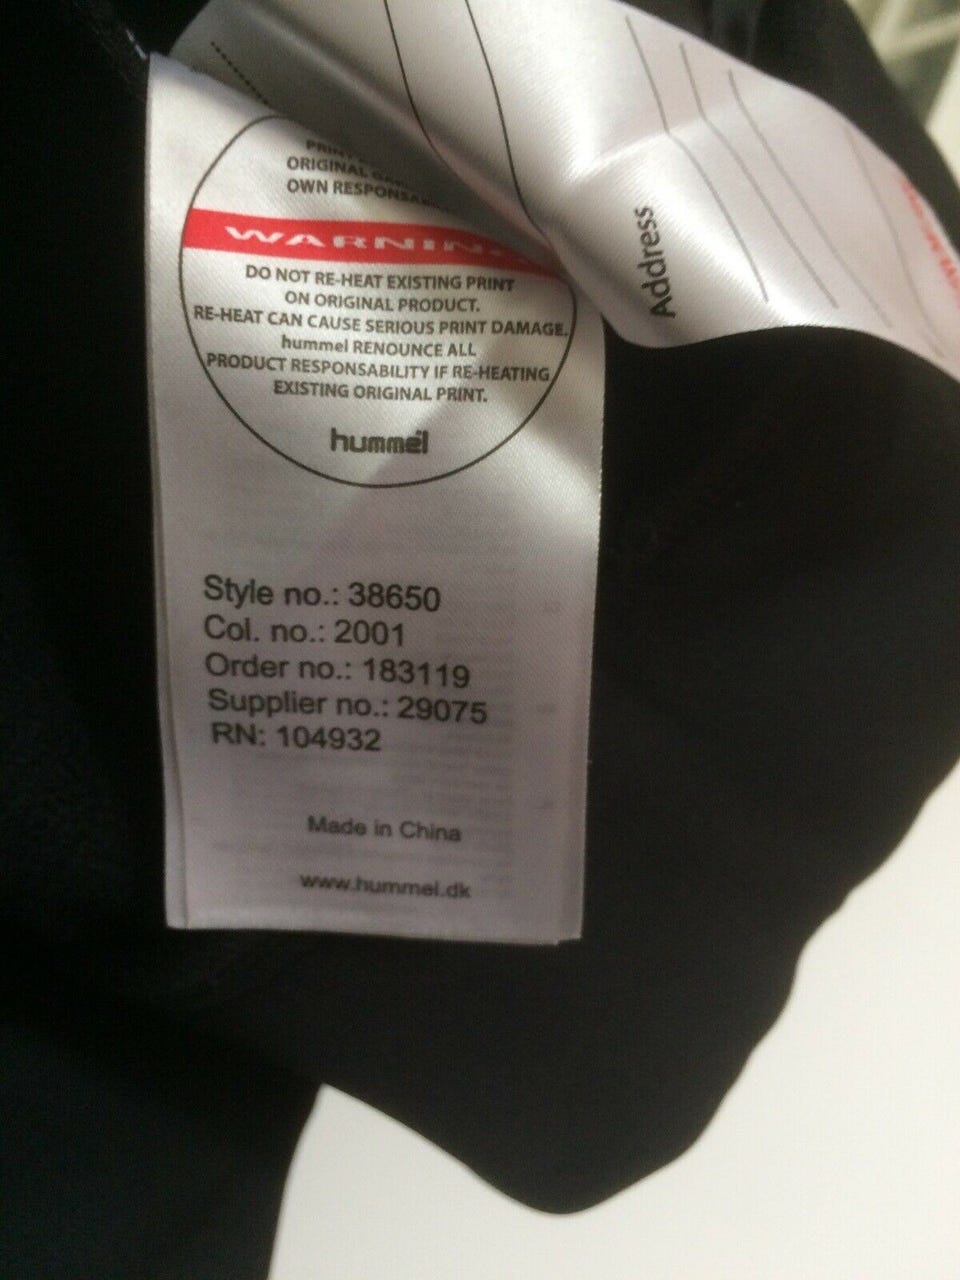 ORIGINAL
OWN
WARNING
DO NOT RE-HEAT EXISTING PRINT
ON ORIGINAL PRODUCT.
RE-HEAT CAN CAUSE SERIOUS PRINT DAMAGE.
hummel RENOUNCE ALL
PRODUCT RESPONSABILITY IF RE-HEATING
EXISTING ORIGINAL PRINT.
hummel
Style no.: 38650
Col. no.: 2001
Order no.: 183119
Supplier no.: 29075
RN: 104932
Made in China
www.hummel.dk
Address